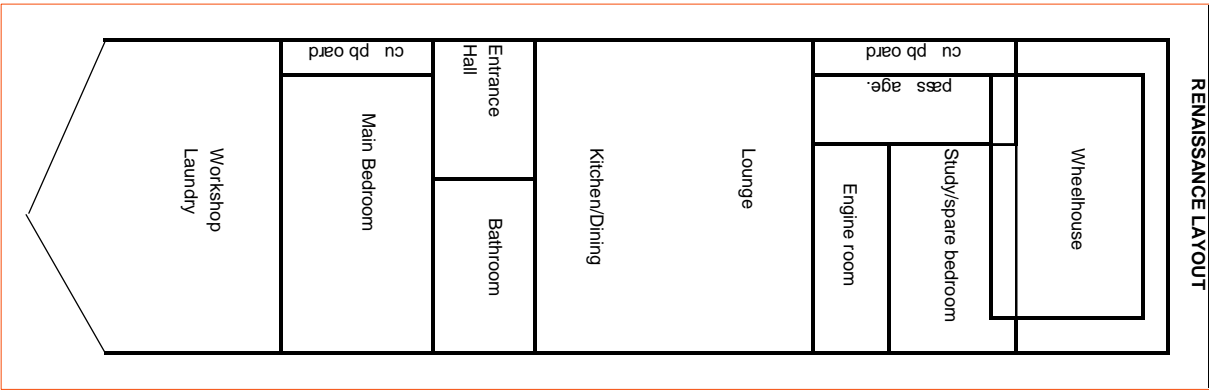 RENAISSANCE LAYOUT
Wheelhouse
cu pb oard
pass age.
Study/spare bedroom
Engine room
Lounge
Kitchen/Dining
Entrance
Hall
Bathroom
cu pb oard
Main Bedroom
Workshop
Laundry